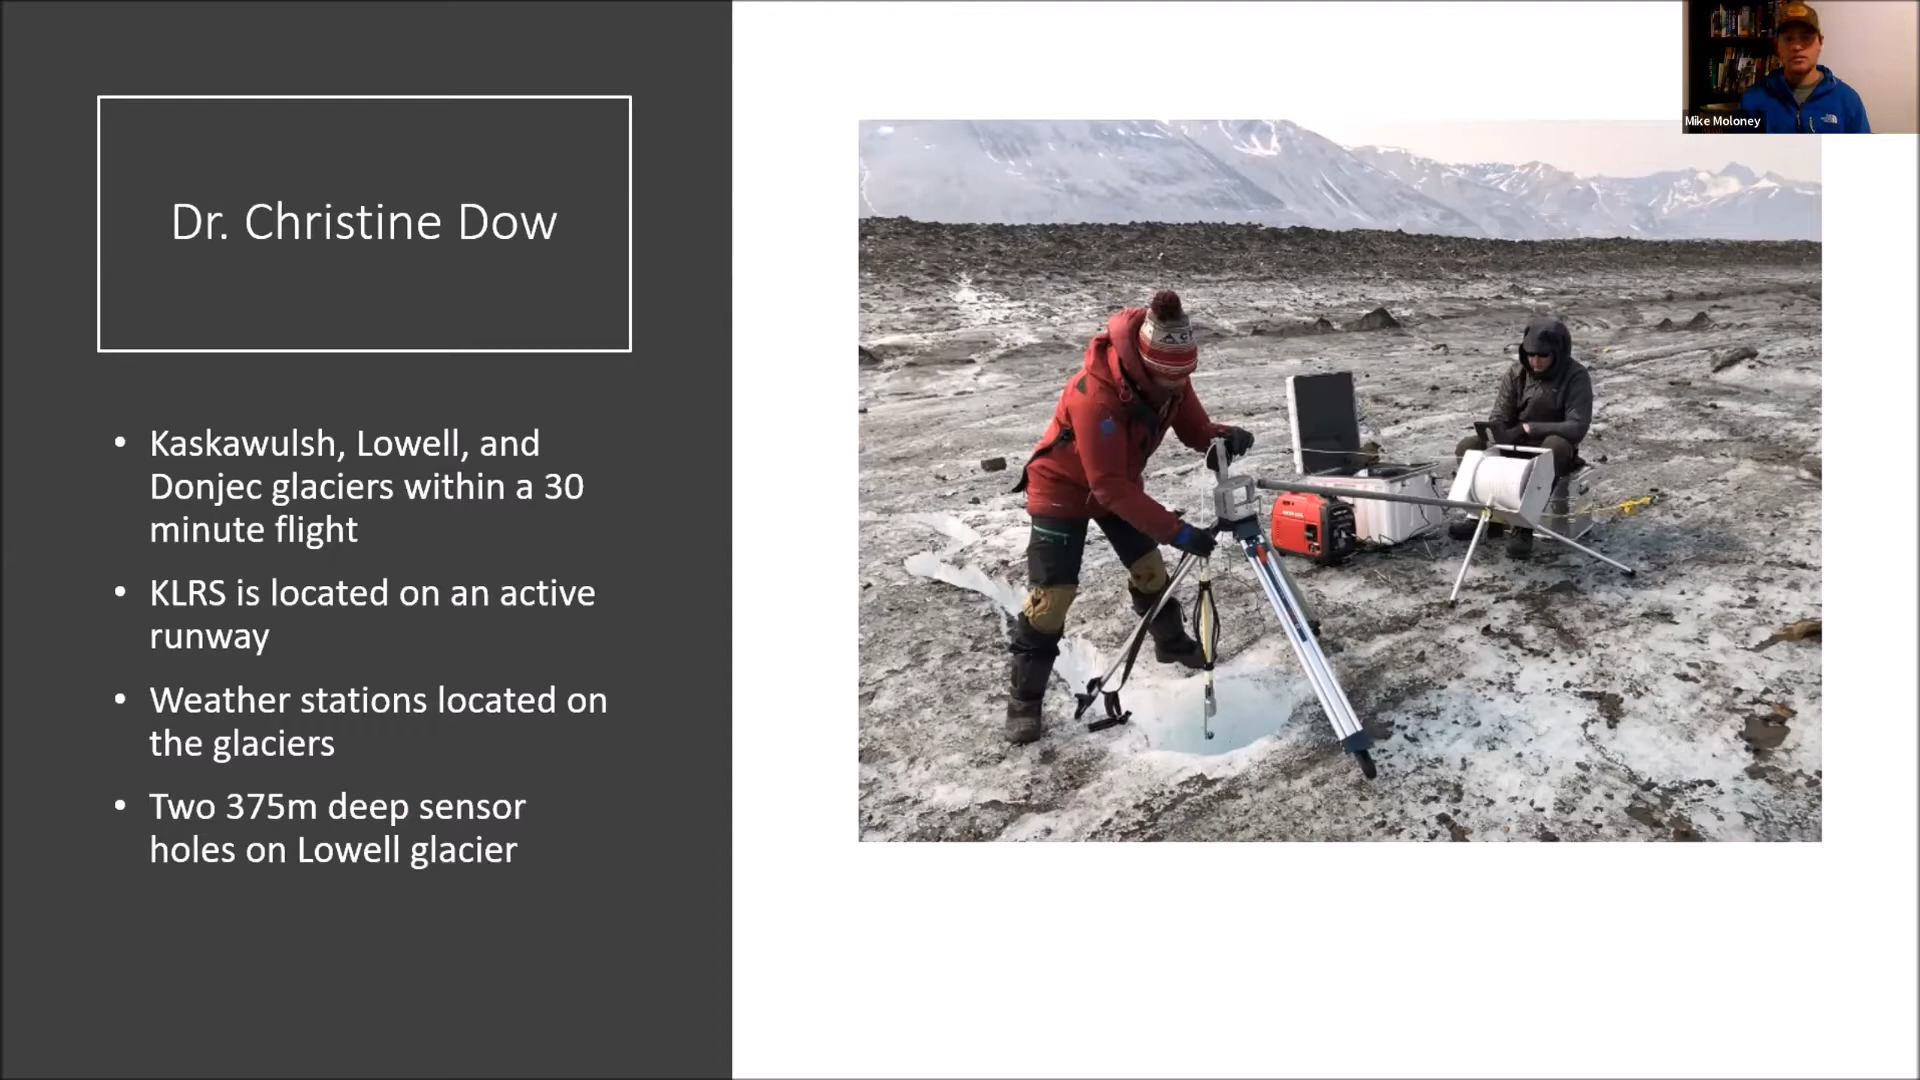 Dr. Christine Dow
• Kaskawulsh, Lowell, and
Donjec glaciers within a 30
minute flight
• KLRS is located on an active
runway
• Weather stations located on
the glaciers
• Two 375m deep sensor
holes on Lowell glacier
Mike Moloney